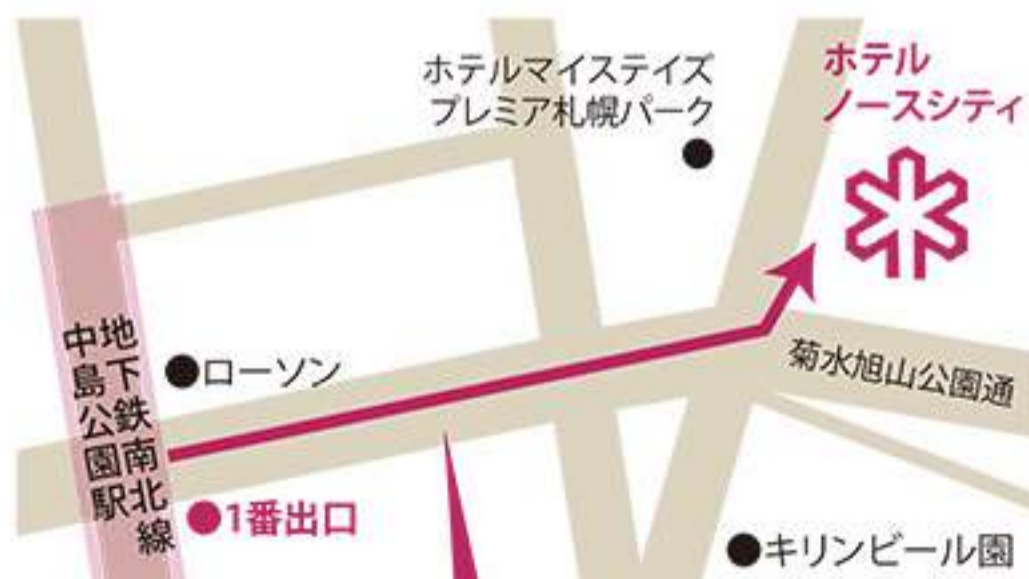 ホテルマイステイズ
プレミア札幌パーク
ホテル
ノースシティ
地下鉄南北線
中島公園駅
ローソン
菊水旭山公園通
1番出口
キリンビール園